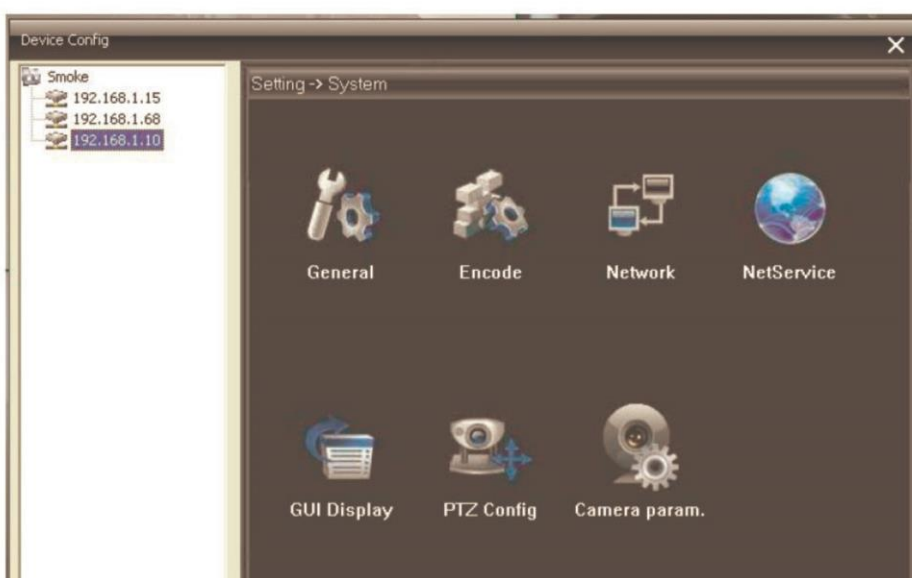 Device Config
Smoke
192.168.1.15
192.168.1.68
192.168.1.10
Setting -> System
General
Encode
Network
NetService
GUI Display
PTZ Config
Camera param.